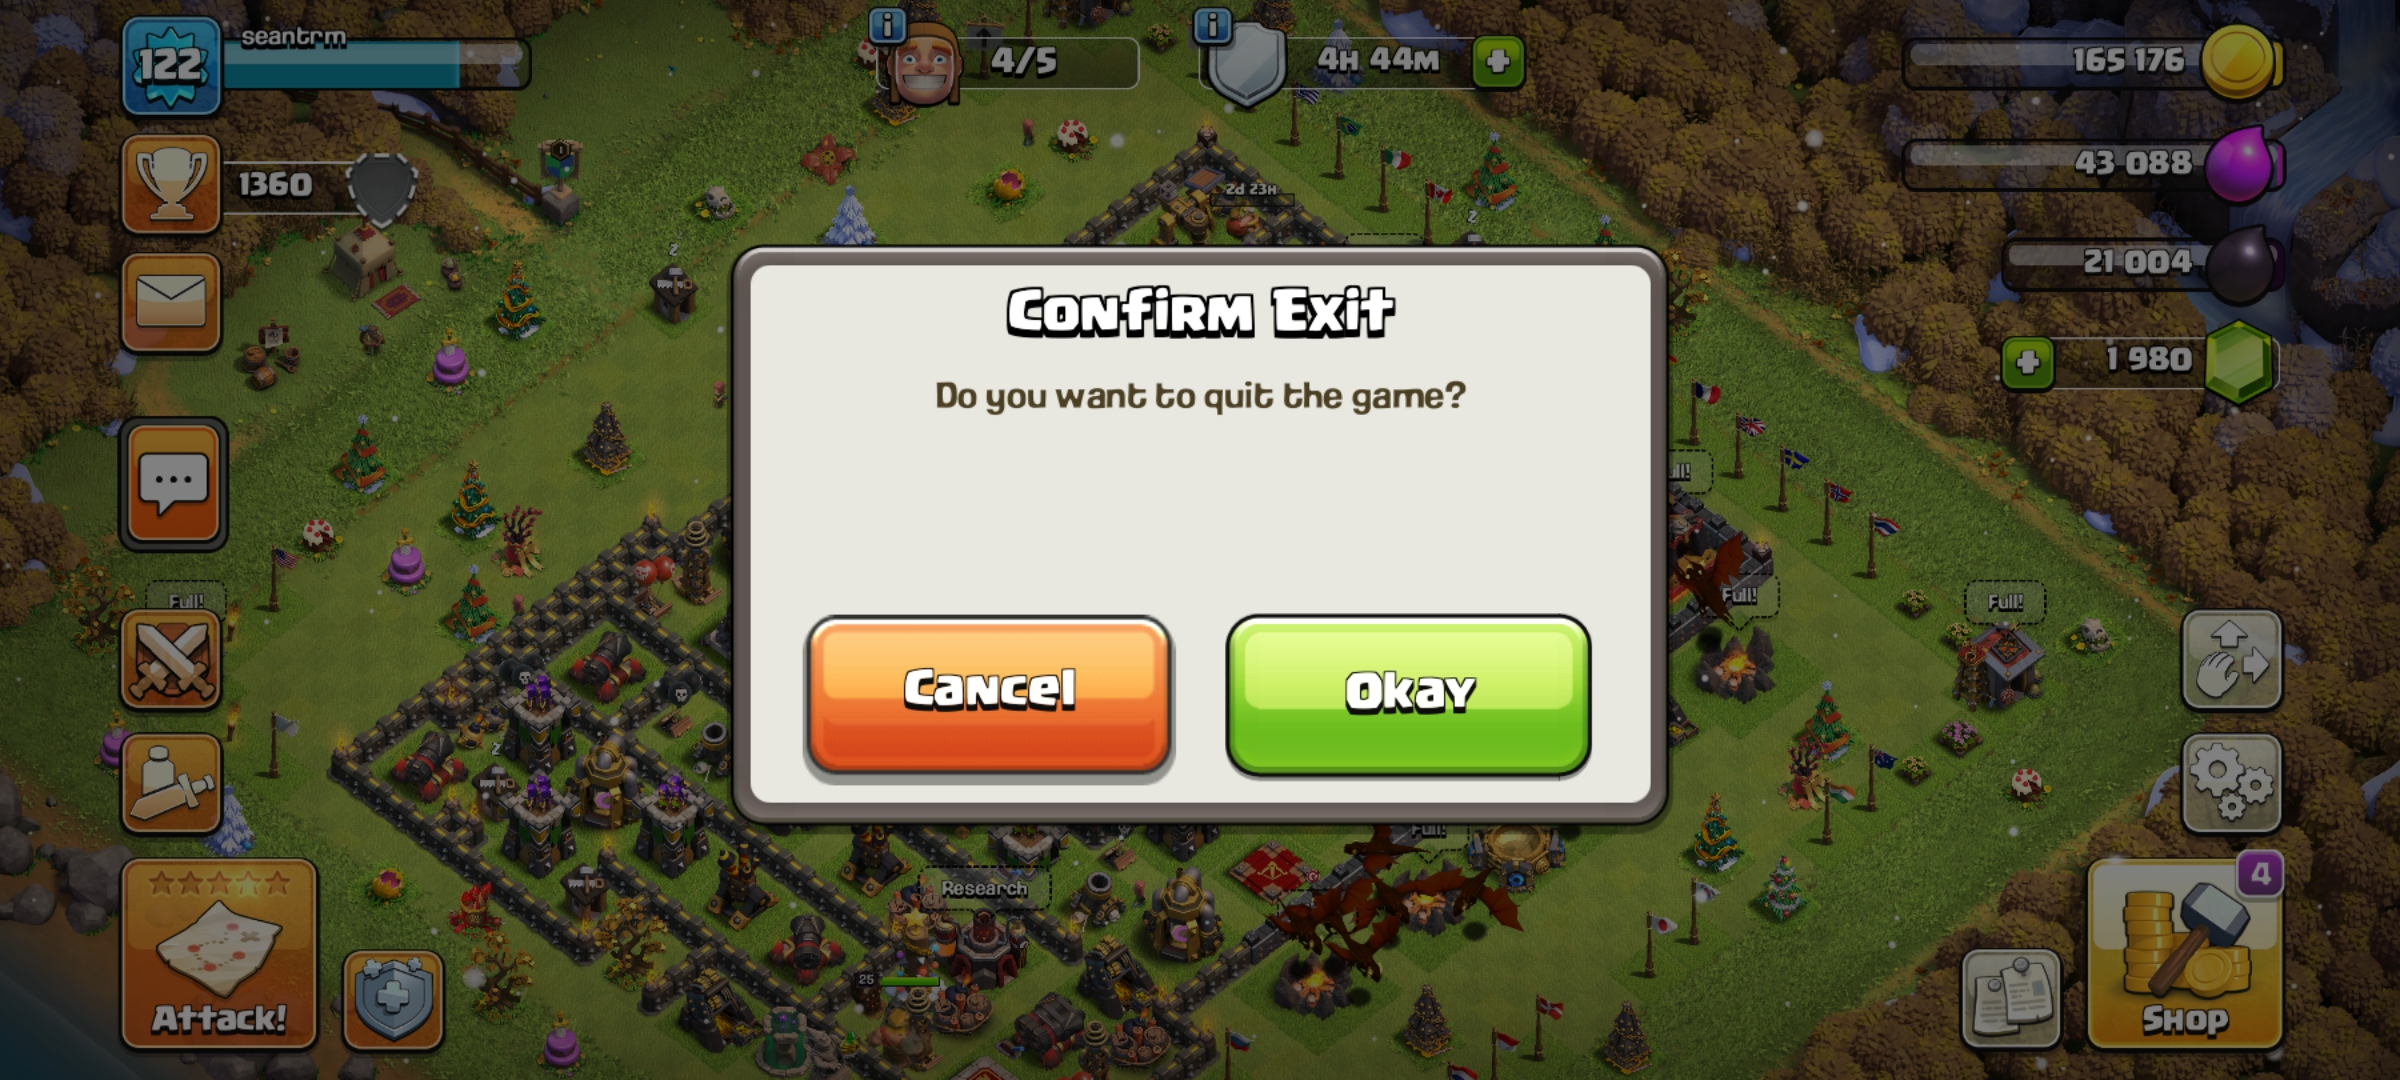 122
seantrm
4/5
4H 44M
165 176
1360
43 088
2d 23H
z
z
21 004
Confirm Exit
1 980
Do you want to quit the game?
Full!
Full!
Full!
Cancel
Okay
z
Full!
Research
4
25
Attack!
Shop